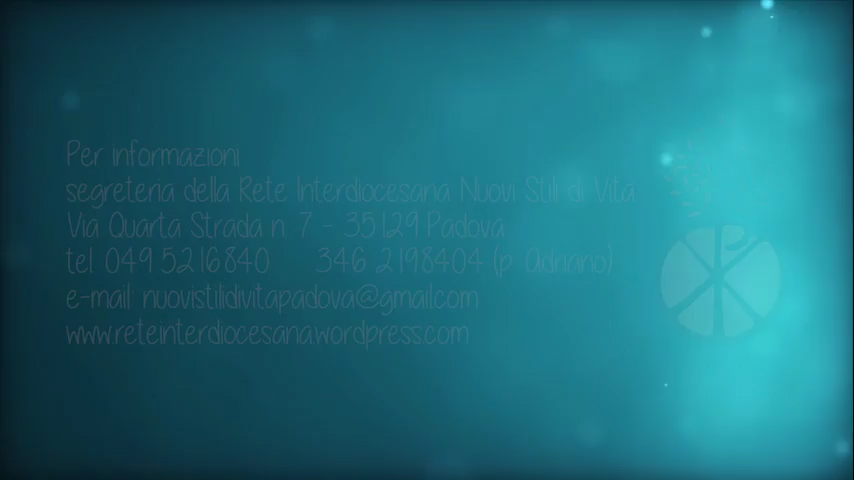 Per informazioni
segreteria della Rete Interdiocesana Nuovi Stili di Vita
Via Quarta Strada n. 7 - 35129 Padova
tel. 049 5216840 346 2198404 (p. Adriano)
e-mail: nuovistilidivitapadova@gmail.com
www.reteinterdiocesana.wordpress.com